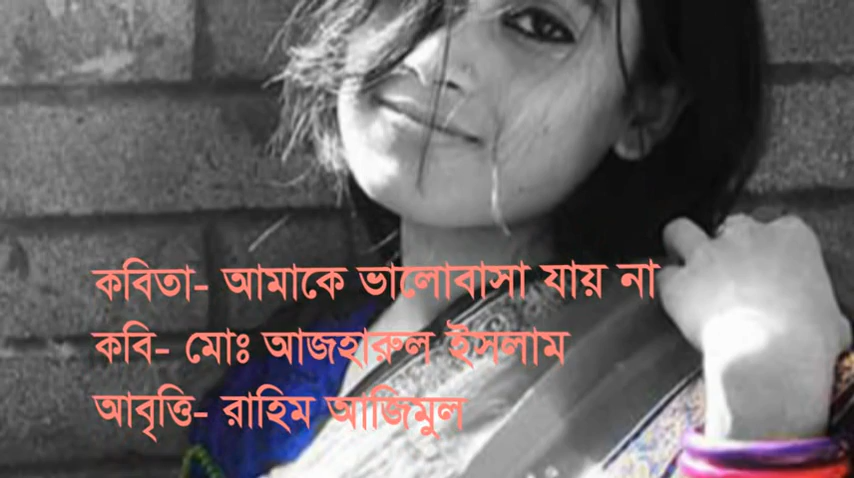 কবিতা- আমাকে ভালোবাসা যায় না
কবি- মোঃ আজহারুল ইসলাম
আবৃত্তি- রাহিম আজিমুল